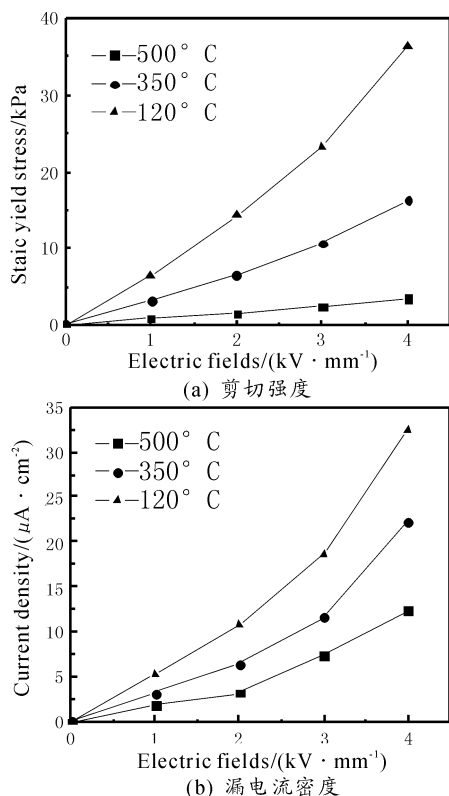 40
30
20
10
0
Staic yield stress/kPa
500° C
350° C
120° C
0 1 2 3 4
Electric fields/(kV·mm⁻¹)
(a) 剪切强度
35
30
25
20
15
10
5
0
Current density/(μA·cm⁻²)
500° C
350° C
120° C
0 1 2 3 4
Electric fields/(kV·mm⁻¹)
(b) 漏电流密度